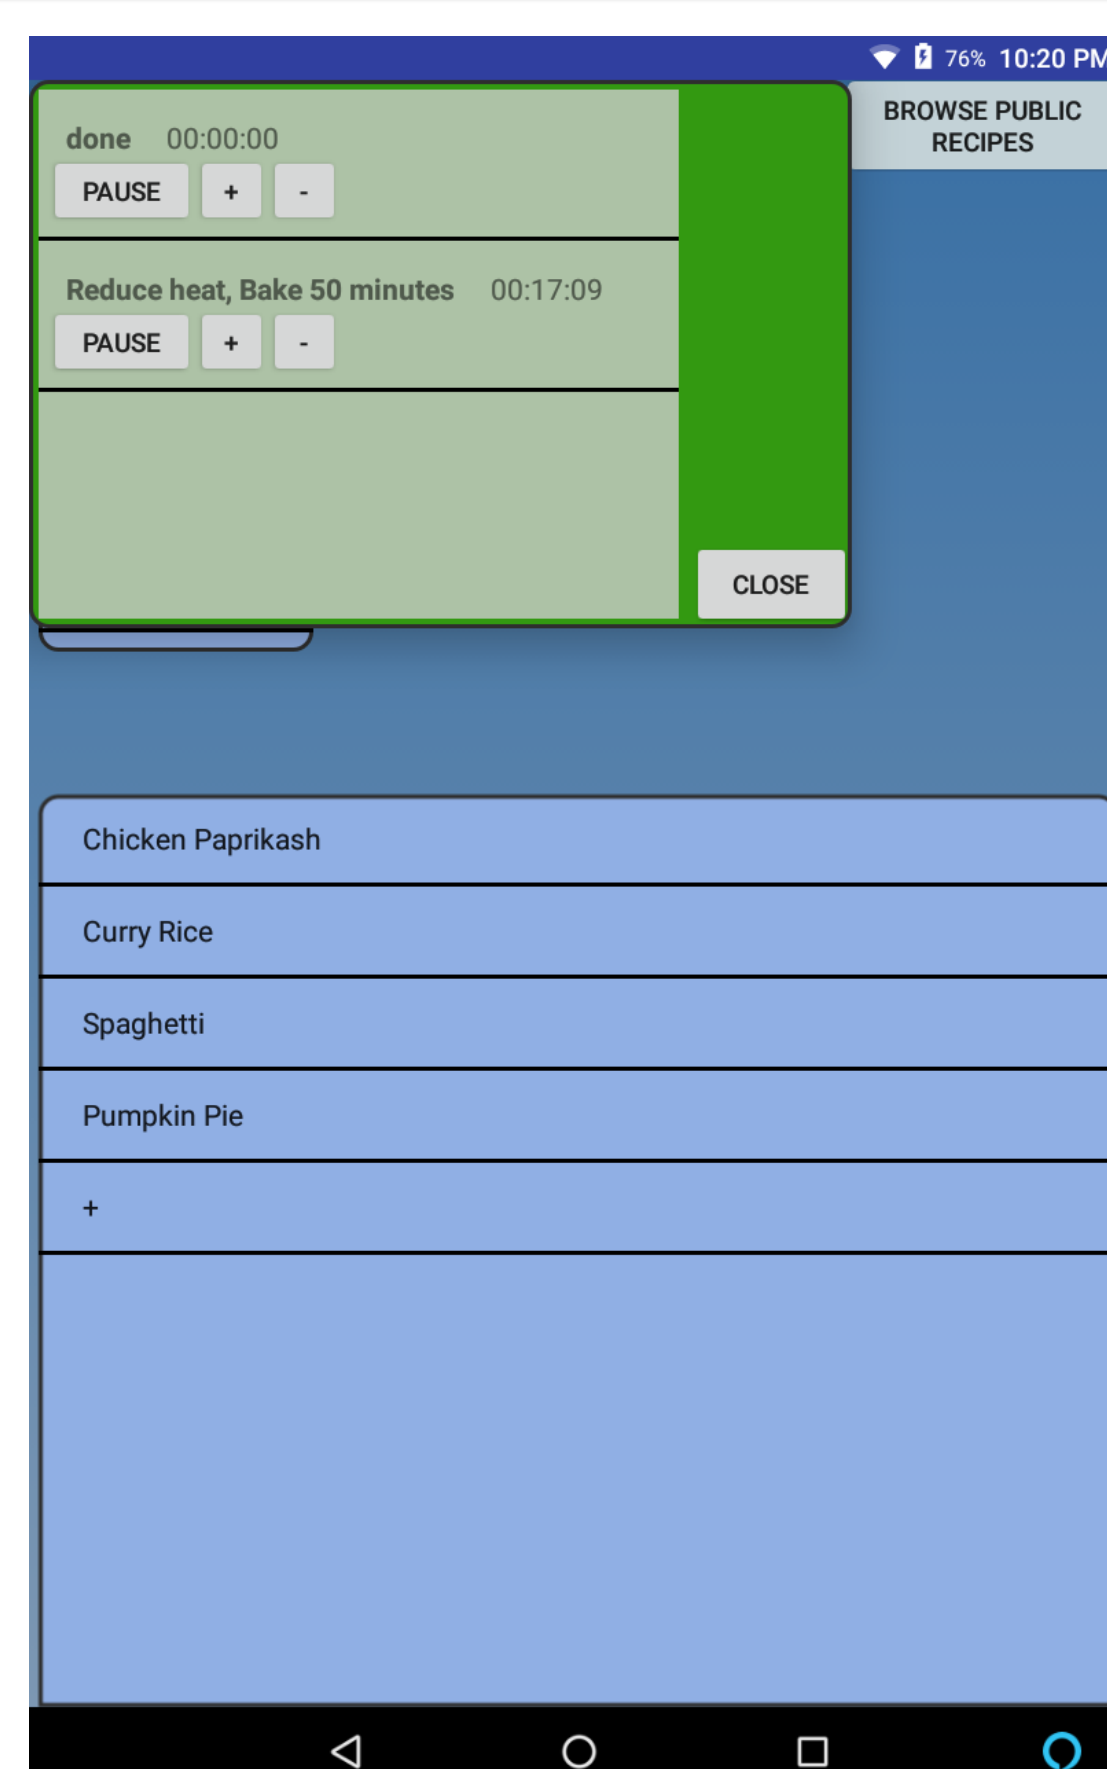 76% 10:20 PM
BROWSE PUBLIC
RECIPES
done 00:00:00
PAUSE + -
Reduce heat, Bake 50 minutes 00:17:09
PAUSE + -
CLOSE
Chicken Paprikash
Curry Rice
Spaghetti
Pumpkin Pie
+